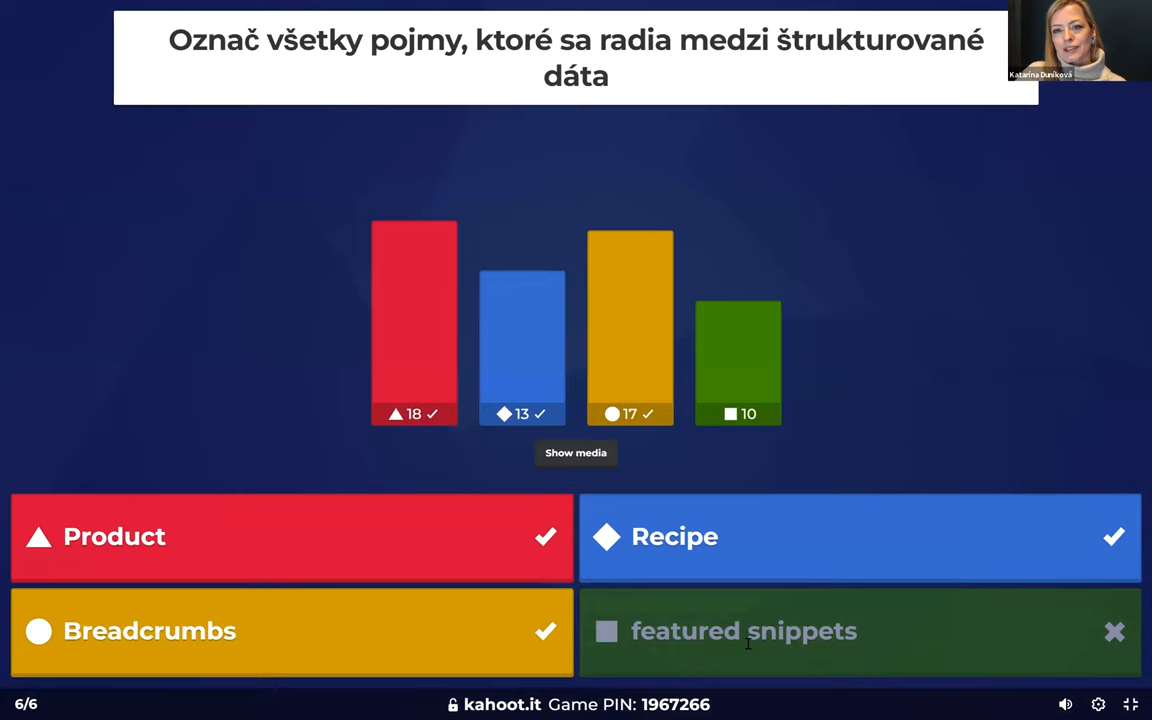 Označ všetky pojmy, ktoré sa radia medzi štrukturované
dáta
Katarína Duníková
18
13
17
10
Show media
Product
Recipe
Breadcrumbs
featured snippets
6/6
kahoot.it Game PIN: 1967266